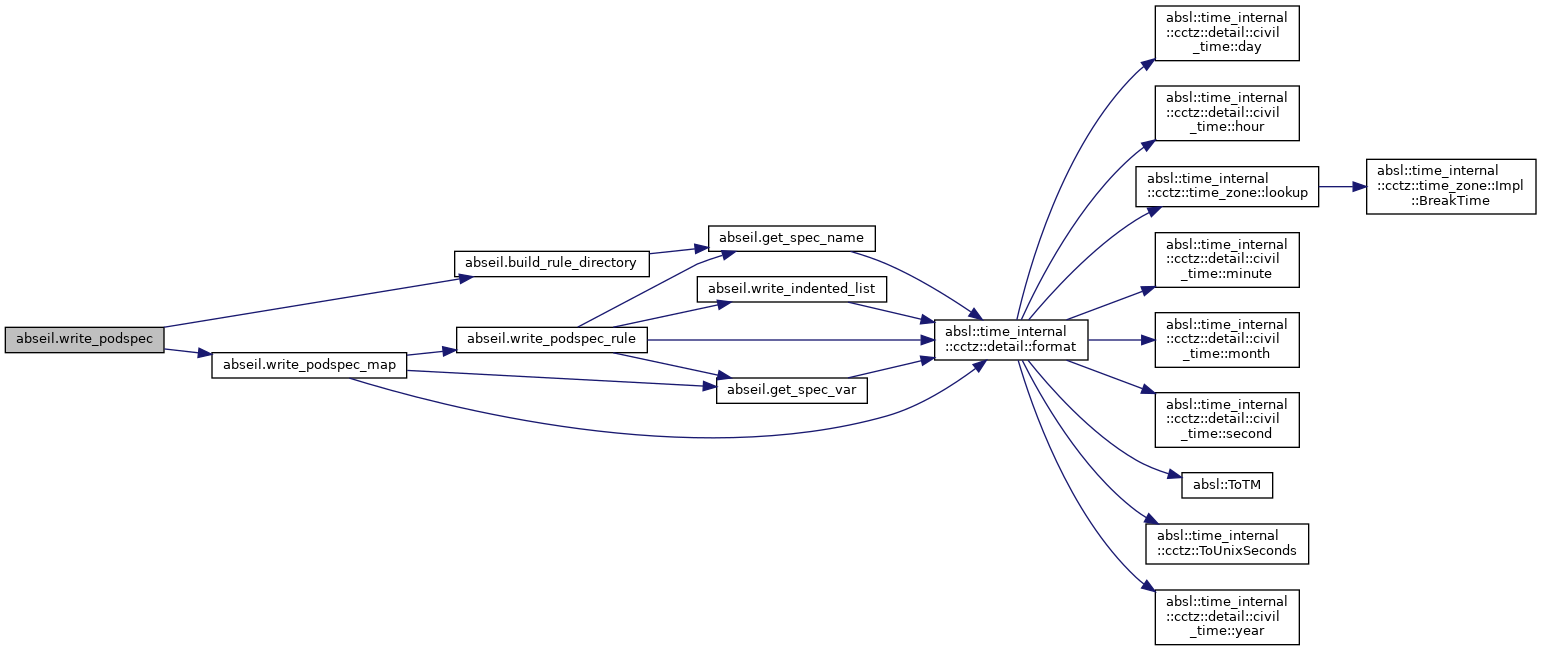 abseil.write_podspec
abseil.build_rule_directory
abseil.write_podspec_map
abseil.write_podspec_rule
abseil.get_spec_name
abseil.write_indented_list
abseil.get_spec_var
absl::time_internal
::cctz::detail::format
absl::time_internal
::cctz::detail::civil
_time::day
absl::time_internal
::cctz::detail::civil
_time::hour
absl::time_internal
::cctz::time_zone::lookup
absl::time_internal
::cctz::time_zone::Impl
::BreakTime
absl::time_internal
::cctz::detail::civil
_time::minute
absl::time_internal
::cctz::detail::civil
_time::month
absl::time_internal
::cctz::detail::civil
_time::second
absl::ToTM
absl::time_internal
::cctz::ToUnixSeconds
absl::time_internal
::cctz::detail::civil
_time::year